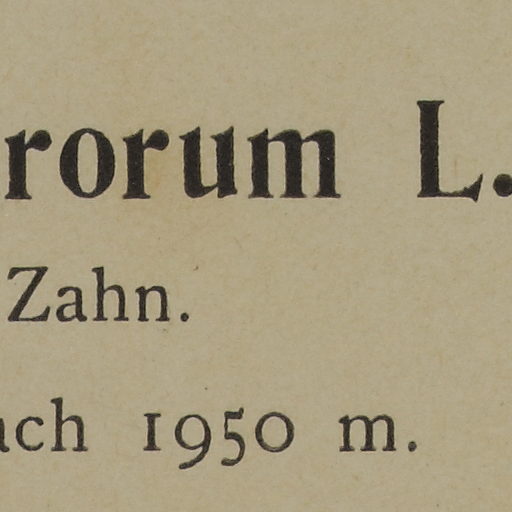 rorum L.
Zahn.
ach 1950 m.